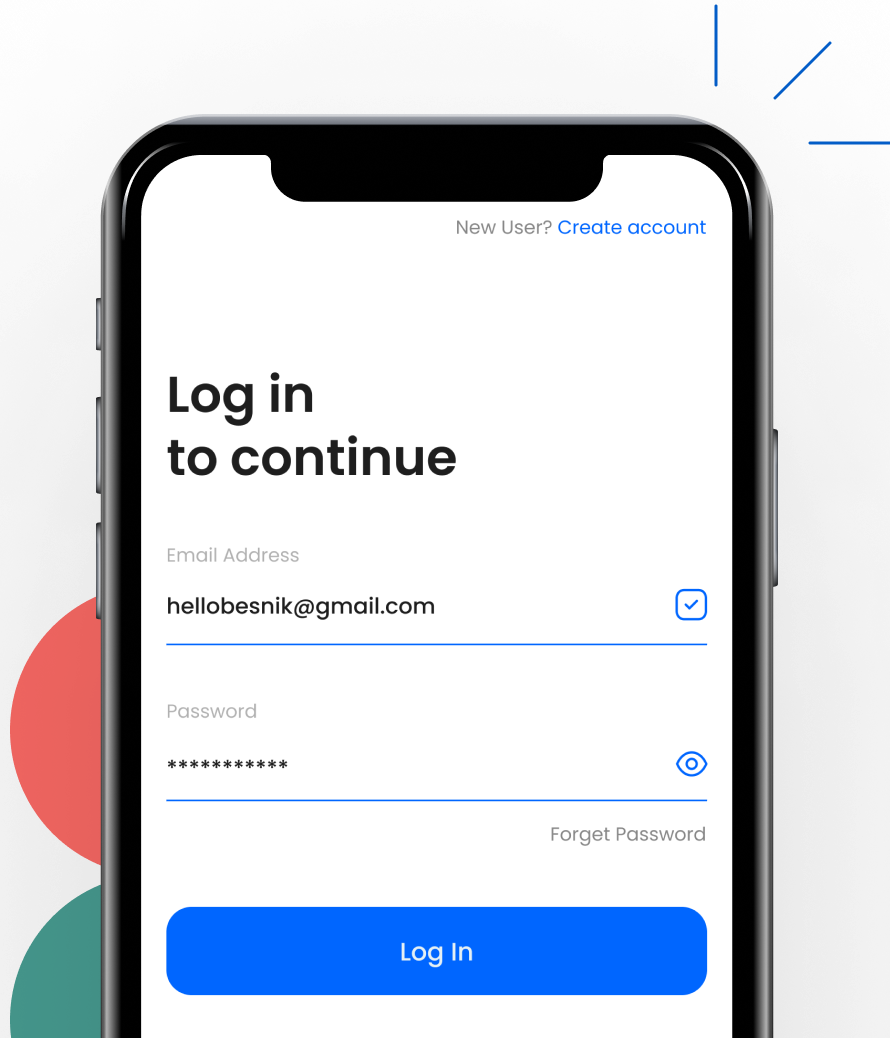 New User? Create account
Log in
to continue
Email Address
hellobesnik@gmail.com
Password
***********
Forget Password
Log In